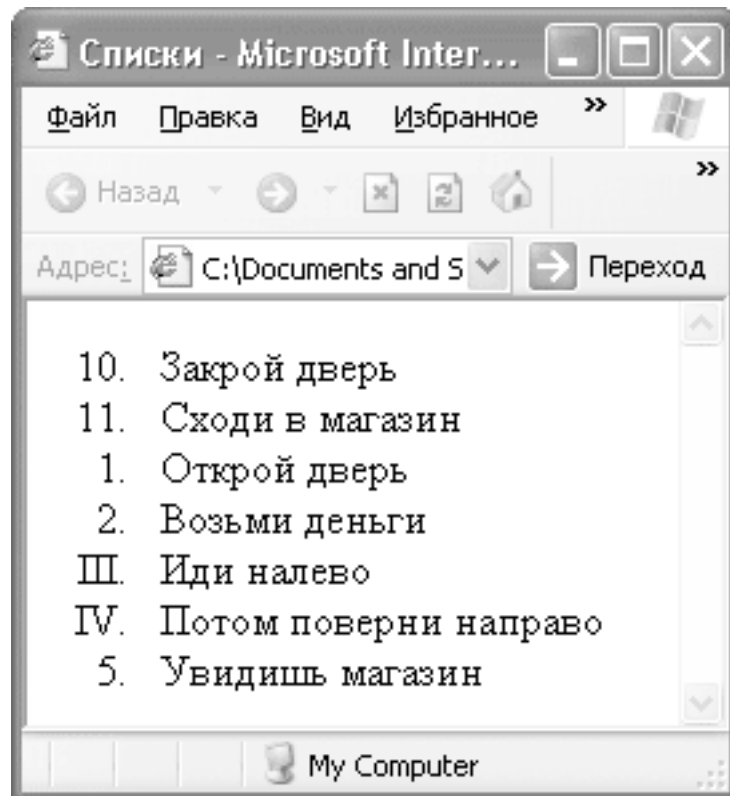 Списки - Microsoft Inter...
Файл Правка Вид Избранное »
Назад »
Адрес: C:\Documents and S Переход
10. Закрой дверь
11. Сходи в магазин
1. Открой дверь
2. Возьми деньги
III. Иди налево
IV. Потом поверни направо
5. Увидишь магазин
My Computer